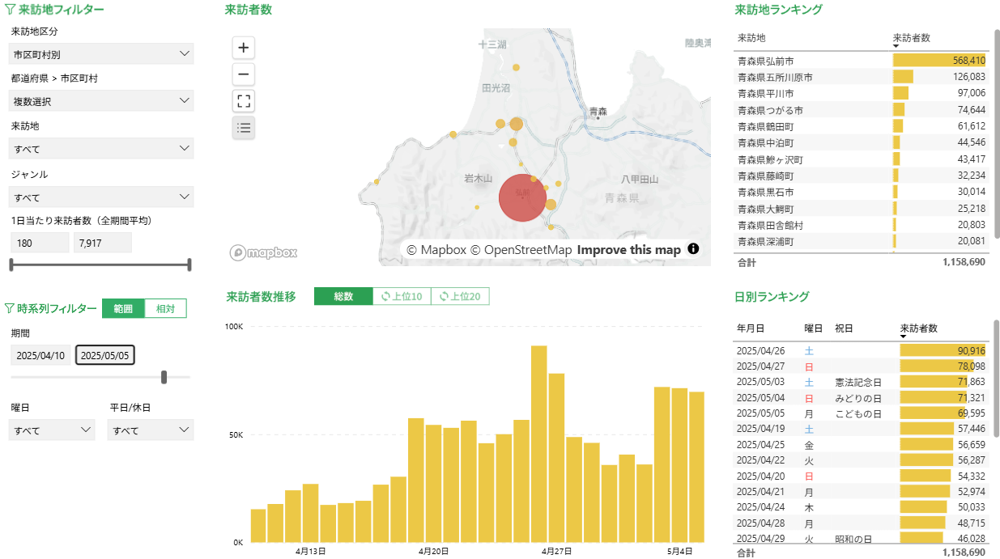 来訪地フィルター
来訪地区分
市区町村別
都道府県 > 市区町村
複数選択
来訪地
すべて
ジャンル
すべて
1日当たり来訪者数（全期間平均）
180
7,917
時系列フィルター
範囲
相対
期間
2025/04/10
2025/05/05
曜日
平日/休日
すべて
すべて
来訪者数
+
−
十三湖
陸奥湾
田光沼
青森
岩木山
弘前
八甲田山
青森県
mapbox
© Mapbox © OpenStreetMap Improve this map
来訪者数推移
総数
上位10
上位20
100K
50K
0K
4月13日
4月20日
4月27日
5月4日
来訪地ランキング
来訪地 来訪者数
青森県弘前市 568,410
青森県五所川原市 126,083
青森県平川市 97,006
青森県つがる市 74,644
青森県鶴田町 61,612
青森県中泊町 44,546
青森県鰺ヶ沢町 43,417
青森県藤崎町 32,234
青森県黒石市 30,014
青森県大鰐町 25,218
青森県田舎館村 20,803
青森県深浦町 20,081
合計 1,158,690
日別ランキング
年月日 曜日 祝日 来訪者数
2025/04/26 土 90,916
2025/04/27 日 78,098
2025/05/03 土 憲法記念日 71,863
2025/05/04 日 みどりの日 71,321
2025/05/05 月 こどもの日 69,595
2025/04/19 土 57,446
2025/04/25 金 56,659
2025/04/22 火 56,287
2025/04/20 日 54,332
2025/04/21 月 52,974
2025/04/24 木 50,033
2025/04/28 月 48,715
2025/04/29 火 昭和の日 46,028
合計 1,158,690